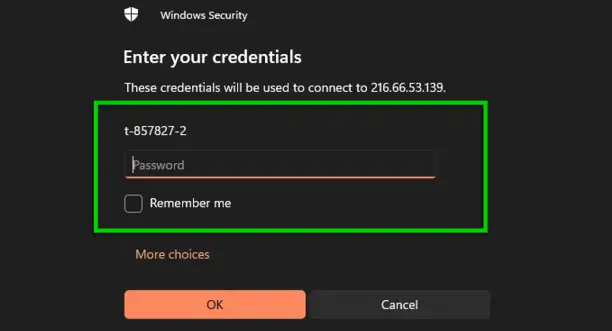 Windows Security
Enter your credentials
These credentials will be used to connect to 216.66.53.139.
t-857827-2
Password
Remember me
More choices
OK
Cancel